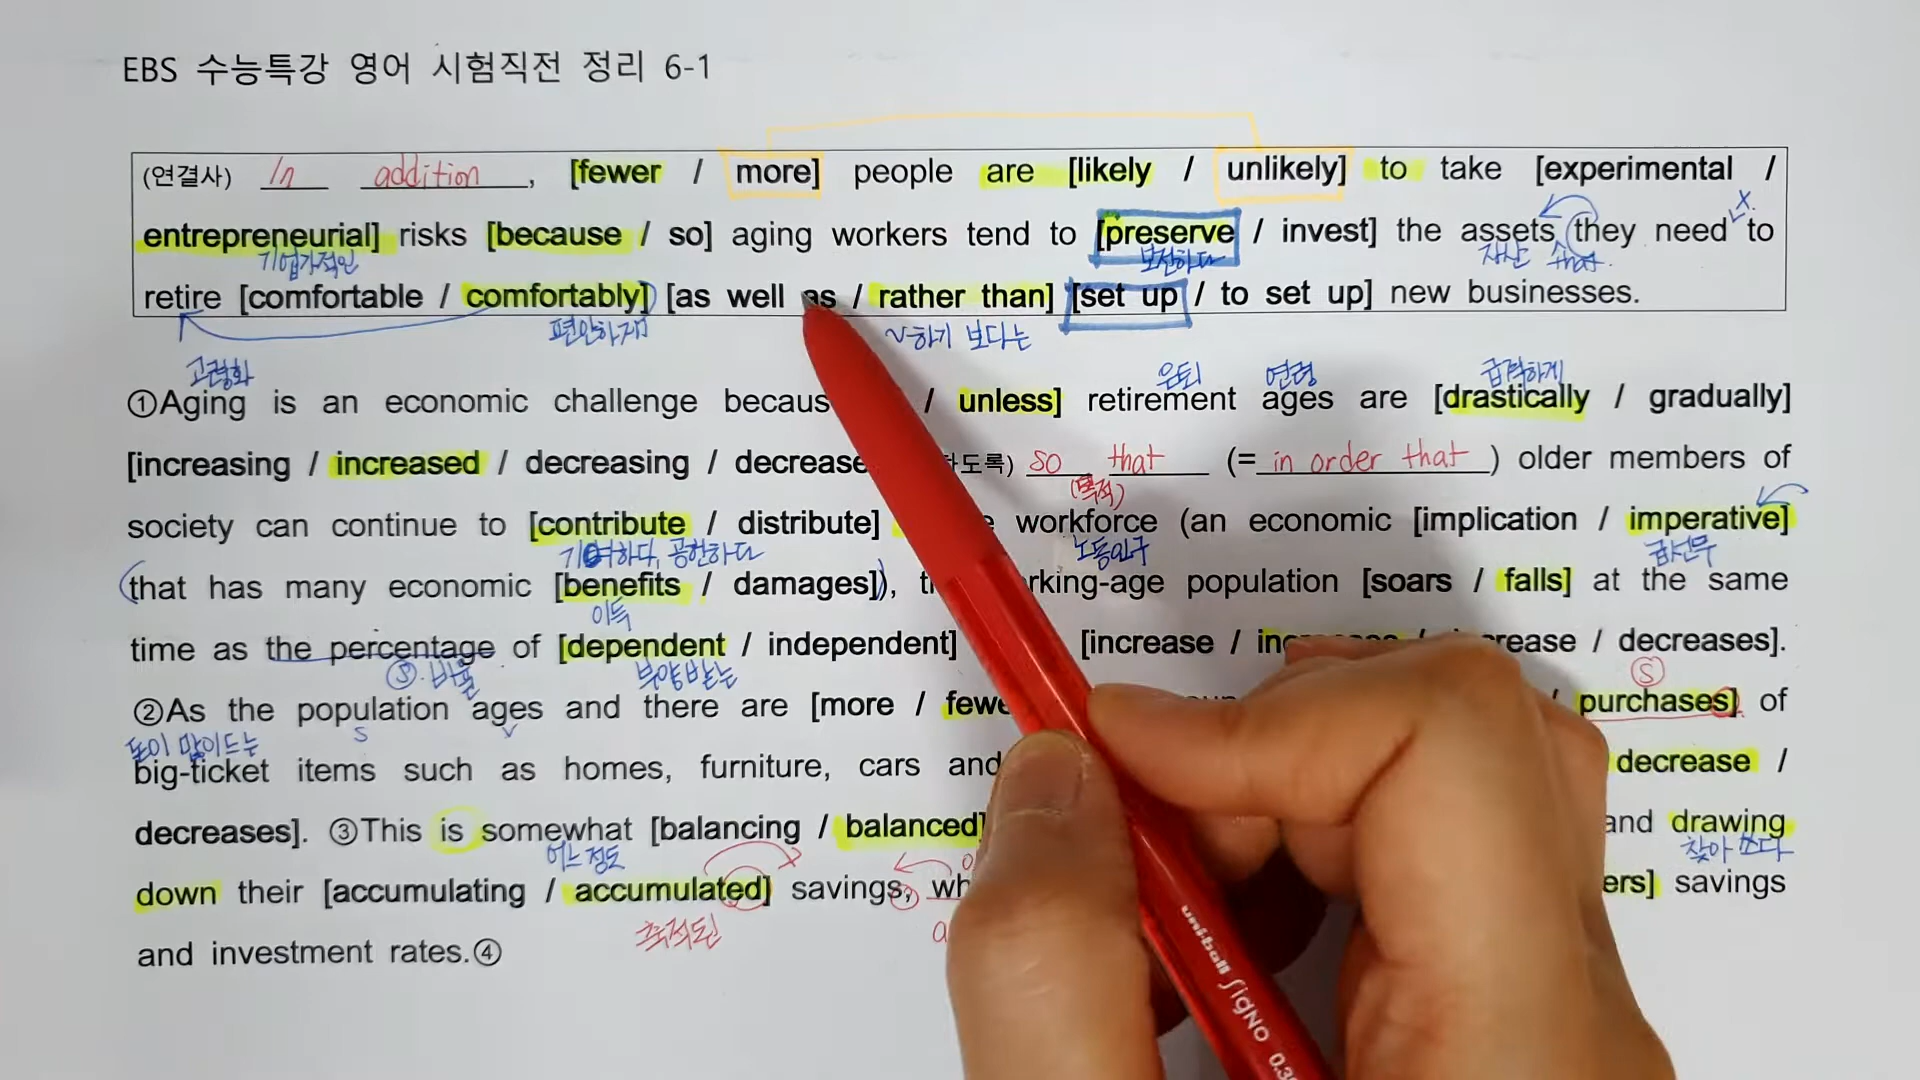 EBS 수능특강 영어 시험직전 정리 6-1
(연결사) In addition, [fewer / more] people are [likely / unlikely] to take [experimental /
x
entrepreneurial] risks [because / so] aging workers tend to [preserve / invest] the assets they need to
기업가적인 보전하다 재산 that.
retire [comfortable / comfortably] [as well as / rather than] [set up / to set up] new businesses.
편안하게 ~하기 보다는
고령화 은퇴 연령 급격하게
①Aging is an economic challenge / unless] retirement ages are [drastically / gradually]
[increasing / increased / decreasing / 하도록) so that (= in order that) older members of
(목적)
society can continue to [contribute / distribute] workforce (an economic [implication / imperative]
기여하다, 공헌하다 노동인구 급선무
that has many economic [benefits / damages]), population [soars / falls] at the same
이득
time as the percentage of [dependent / independent] [increase / / decreases].
Ⓢ 비율 부양받는 Ⓢ
②As the population ages and there are [more / / purchases] of
S V
돈이 많이드는
big-ticket items such as homes, furniture, cars and decrease /
decreases]. ③This is somewhat [balancing / balanced] and drawing
어느 정도 찾아 쓰다
down their [accumulating / accumulated] savings, savings
축적된
and investment rates.④
uni-ball signo